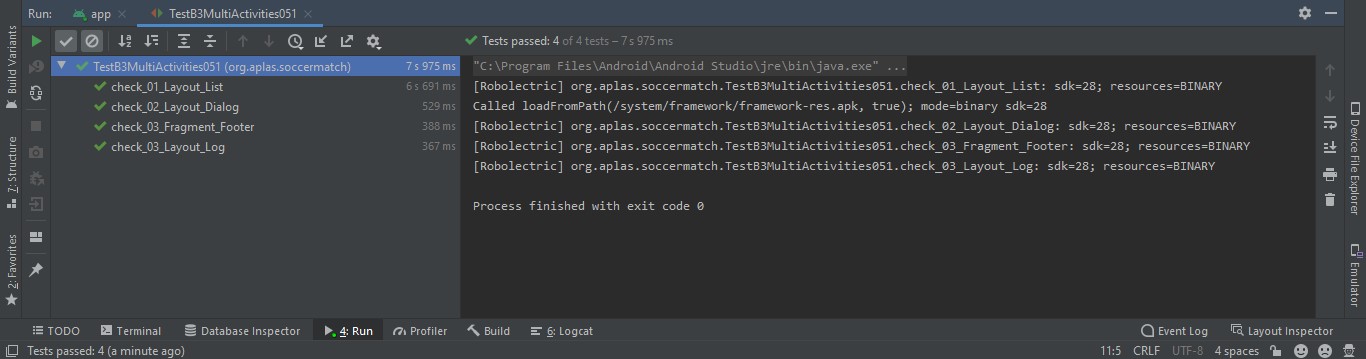 Run: app TestB3MultiActivities051
Tests passed: 4 of 4 tests – 7 s 975 ms
TestB3MultiActivities051 (org.aplas.soccermatch) 7 s 975 ms
check_01_Layout_List 6 s 691 ms
check_02_Layout_Dialog 529 ms
check_03_Fragment_Footer 388 ms
check_03_Layout_Log 367 ms
"C:\Program Files\Android\Android Studio\jre\bin\java.exe" ...
[Robolectric] org.aplas.soccermatch.TestB3MultiActivities051.check_01_Layout_List: sdk=28; resources=BINARY
Called loadFromPath(/system/framework/framework-res.apk, true); mode=binary sdk=28
[Robolectric] org.aplas.soccermatch.TestB3MultiActivities051.check_02_Layout_Dialog: sdk=28; resources=BINARY
[Robolectric] org.aplas.soccermatch.TestB3MultiActivities051.check_03_Fragment_Footer: sdk=28; resources=BINARY
[Robolectric] org.aplas.soccermatch.TestB3MultiActivities051.check_03_Layout_Log: sdk=28; resources=BINARY
Process finished with exit code 0
Build Variants
7: Structure
2: Favorites
Device File Explorer
Emulator
TODO Terminal Database Inspector 4: Run Profiler Build 6: Logcat Event Log Layout Inspector
Tests passed: 4 (a minute ago) 11:5 CRLF UTF-8 4 spaces